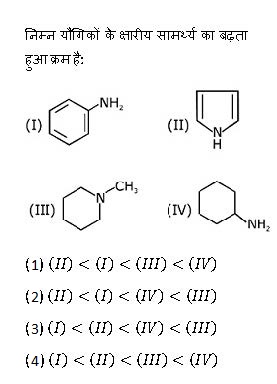 निम्न यौगिकों के क्षारीय सामर्थ्य का बढ़ता
हुआ क्रम है:
(I) NH₂ (II) N H
(III) N CH₃ (IV) NH₂
(1) (II) < (I) < (III) < (IV)
(2) (II) < (I) < (IV) < (III)
(3) (I) < (II) < (IV) < (III)
(4) (I) < (II) < (III) < (IV)